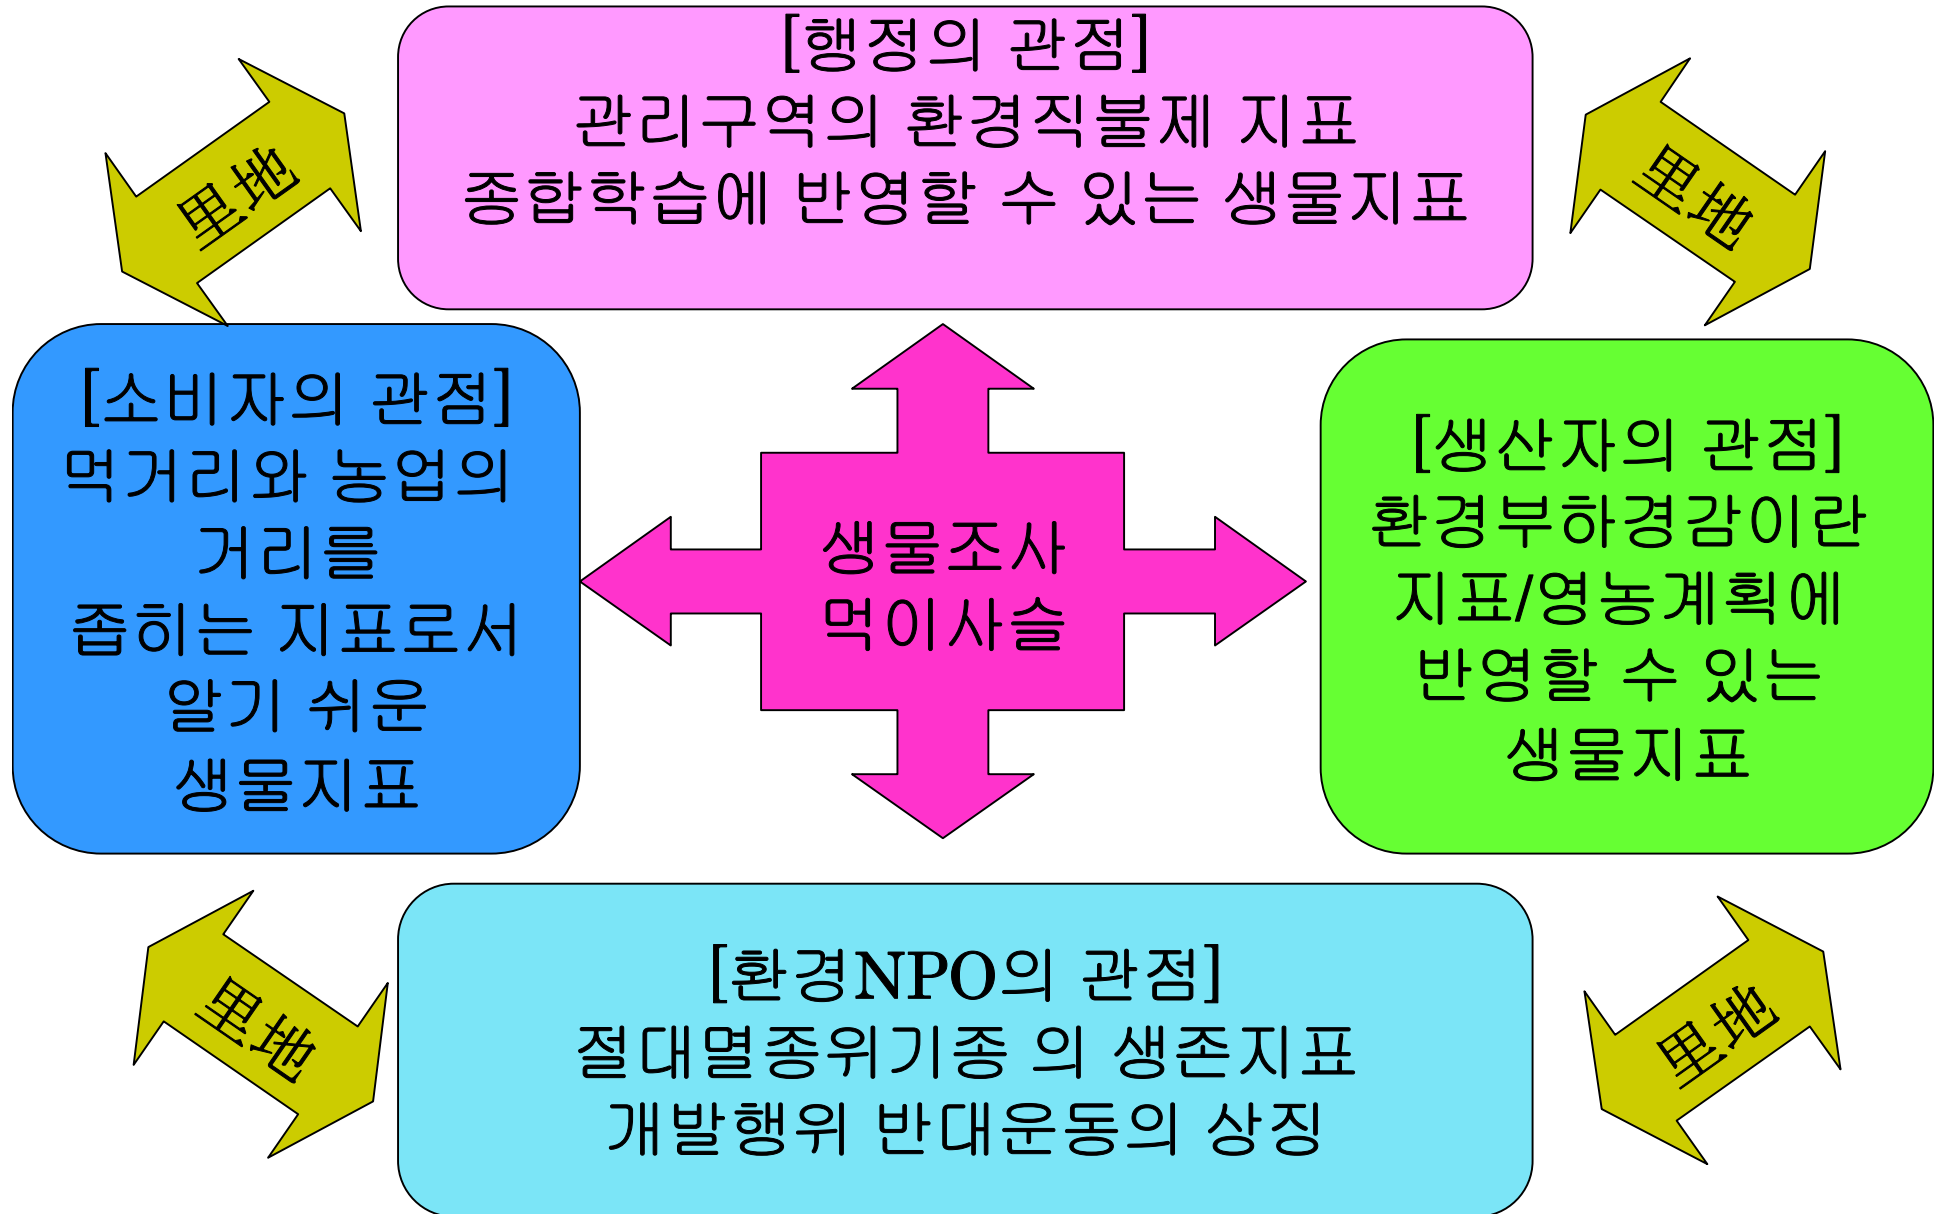 [행정의 관점]
관리구역의 환경직불제 지표
종합학습에 반영할 수 있는 생물지표
里地
里地
[소비자의 관점]
먹거리와 농업의
거리를
좁히는 지표로서
알기 쉬운
생물지표
생물조사
먹이사슬
[생산자의 관점]
환경부하경감이란
지표/영농계획에
반영할 수 있는
생물지표
里地
里地
[환경NPO의 관점]
절대멸종위기종 의 생존지표
개발행위 반대운동의 상징